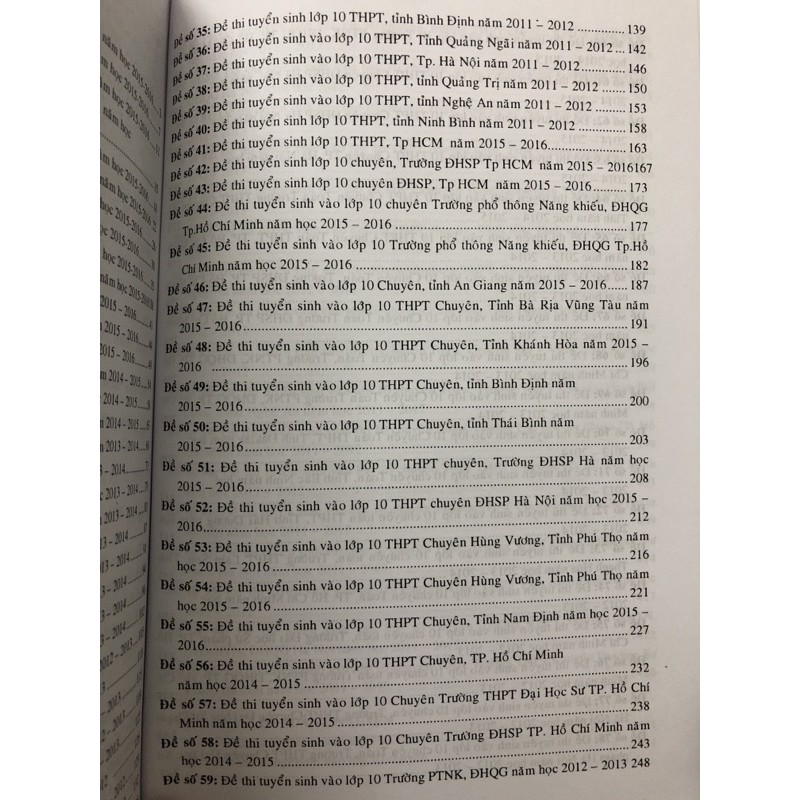 Đề số 35: Đề thi tuyển sinh lớp 10 THPT, tỉnh Bình Định năm 2011 - 2012 .............. 139
Đề số 36: Đề thi tuyển sinh vào lớp 10 THPT, Tỉnh Quảng Ngãi năm 2011 – 2012 ... 142
Đề số 37: Đề thi tuyển sinh vào lớp 10 THPT, Tp. Hà Nội năm 2011 – 2012 ............ 146
Đề số 38: Đề thi tuyển sinh vào lớp 10 THPT, tỉnh Quảng Trị năm 2011 – 2012 ...... 150
Đề số 39: Đề thi tuyển sinh vào lớp 10 THPT, tỉnh Nghệ An năm 2011 – 2012 ........ 153
Đề số 40: Đề thi tuyển sinh vào lớp 10 THPT, tỉnh Ninh Bình năm 2011 – 2012 ....... 158
Đề số 41: Đề thi tuyển sinh vào lớp 10 THPT, Tp HCM năm 2015 – 2016 ............... 163
Đề số 42: Đề thi tuyển sinh lớp 10 chuyên, Trường ĐHSP Tp HCM năm 2015 – 2016167
Đề số 43: Đề thi tuyển sinh lớp 10 chuyên ĐHSP, Tp HCM năm 2015 – 2016 .......... 173
Đề số 44: Đề thi tuyển sinh vào lớp 10 chuyên Trường phổ thông Năng khiếu, ĐHQG
Tp.Hồ Chí Minh năm học 2015 – 2016 ............ 177
Đề số 45: Đề thi tuyển sinh vào lớp 10 Trường phổ thông Năng khiếu, ĐHQG Tp.Hồ
Chí Minh năm học 2015 – 2016 ............ 182
Đề số 46: Đề thi tuyển sinh vào lớp 10 Chuyên, tỉnh An Giang năm 2015 – 2016 ...... 187
Đề số 47: Đề thi tuyển sinh vào lớp 10 THPT Chuyên, Tỉnh Bà Rịa Vũng Tàu năm
2015 – 2016 ............ 191
Đề số 48: Đề thi tuyển sinh vào lớp 10 THPT Chuyên, Tỉnh Khánh Hòa năm 2015 –
2016 ............ 196
Đề số 49: Đề thi tuyển sinh vào lớp 10 THPT Chuyên, tỉnh Bình Định năm
2015 – 2016 ............ 200
Đề số 50: Đề thi tuyển sinh vào lớp 10 THPT Chuyên, tỉnh Thái Bình năm
2015 – 2016 ............ 203
Đề số 51: Đề thi tuyển sinh vào lớp 10 THPT chuyên, Trường ĐHSP Hà năm học
2015 – 2016 ............ 208
Đề số 52: Đề thi tuyển sinh vào lớp 10 THPT chuyên ĐHSP Hà Nội năm học 2015 –
2016 ............ 212
Đề số 53: Đề thi tuyển sinh vào lớp 10 THPT Chuyên Hùng Vương, Tỉnh Phú Thọ năm
học 2015 – 2016 ............ 216
Đề số 54: Đề thi tuyển sinh vào lớp 10 THPT Chuyên Hùng Vương, Tỉnh Phú Thọ năm
học 2015 – 2016 ............ 221
Đề số 55: Đề thi tuyển sinh vào lớp 10 THPT Chuyên, Tỉnh Nam Định năm học 2015 –
2016 ............ 227
Đề số 56: Đề thi tuyển sinh vào lớp 10 THPT Chuyên, TP. Hồ Chí Minh
năm học 2014 – 2015 ............ 232
Đề số 57: Đề thi tuyển sinh vào lớp 10 Chuyên Trường THPT Đại Học Sư TP. Hồ Chí
Minh năm học 2014 – 2015 ............ 238
Đề số 58: Đề thi tuyển sinh vào lớp 10 Chuyên Trường ĐHSP TP. Hồ Chí Minh năm
học 2014 – 2015 ............ 243
Đề số 59: Đề thi tuyển sinh vào lớp 10 Trường PTNK, ĐHQG năm học 2012 – 2013 248